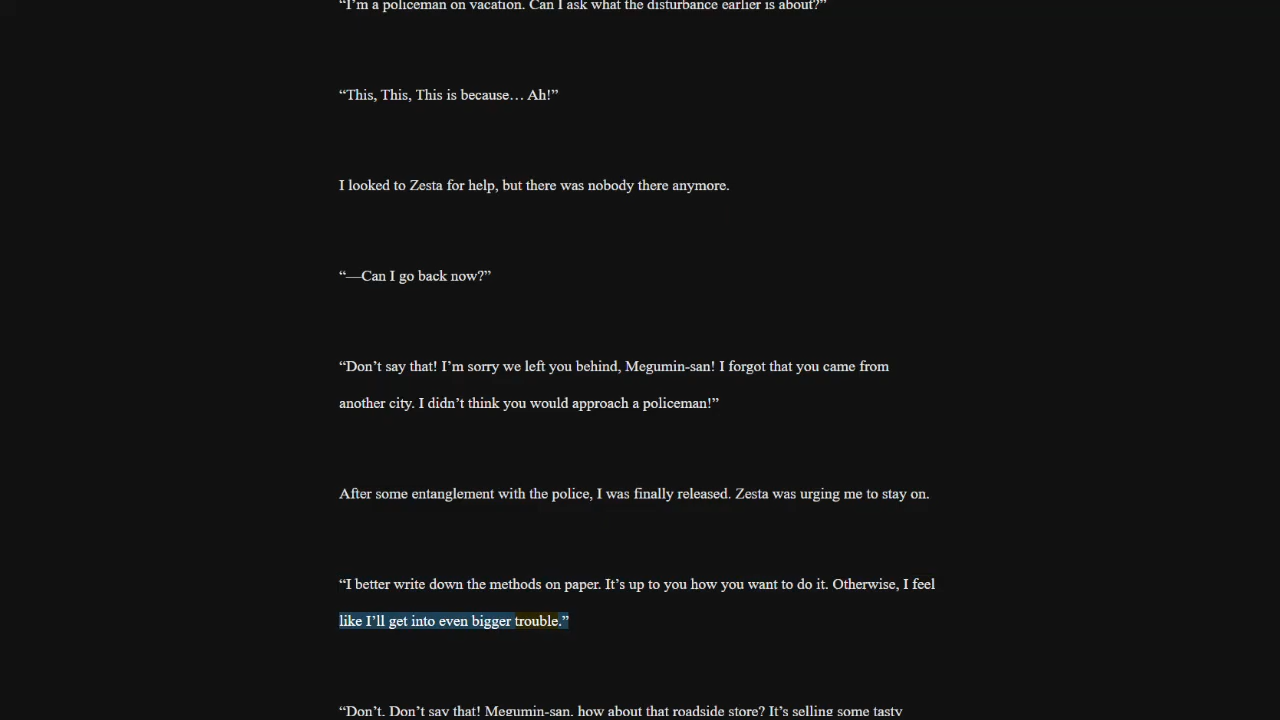 “I’m a policeman on vacation. Can I ask what the disturbance earlier is about?”
“This, This, This is because… Ah!”
I looked to Zesta for help, but there was nobody there anymore.
“—Can I go back now?”
“Don’t say that! I’m sorry we left you behind, Megumin-san! I forgot that you came from
another city. I didn’t think you would approach a policeman!”
After some entanglement with the police, I was finally released. Zesta was urging me to stay on.
“I better write down the methods on paper. It’s up to you how you want to do it. Otherwise, I feel
like I’ll get into even bigger trouble.”
“Don’t. Don’t say that! Megumin-san, how about that roadside store? It’s selling some tasty